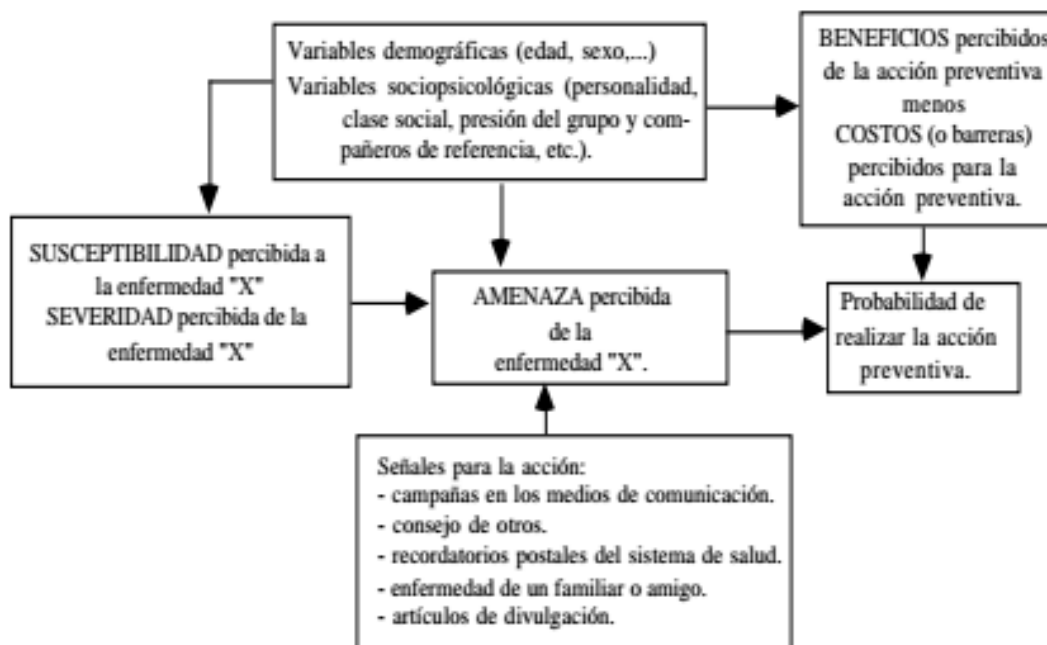 Variables demográficas (edad, sexo,...)
Variables sociopsicológicas (personalidad,
clase social, presión del grupo y com-
pañeros de referencia, etc.).
BENEFICIOS percibidos
de la acción preventiva
menos
COSTOS (o barreras)
percibidos para la
acción preventiva.
SUSCEPTIBILIDAD percibida a
la enfermedad "X"
SEVERIDAD percibida de la
enfermedad "X"
AMENAZA percibida
de la
enfermedad "X".
Probabilidad de
realizar la acción
preventiva.
Señales para la acción:
- campañas en los medios de comunicación.
- consejo de otros.
- recordatorios postales del sistema de salud.
- enfermedad de un familiar o amigo.
- artículos de divulgación.